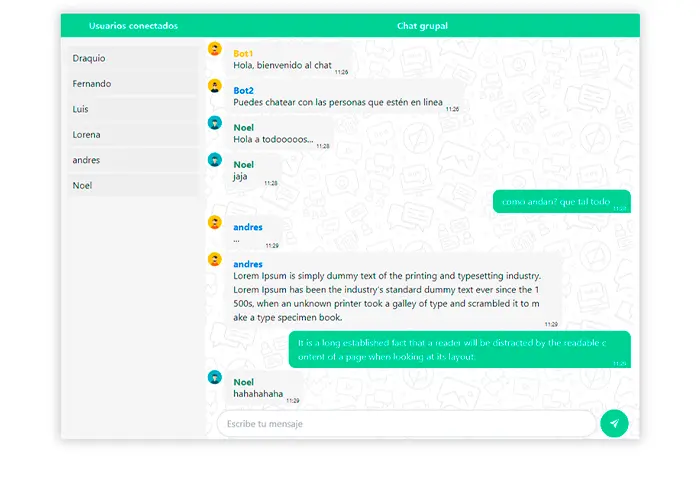 Usuarios conectados
Chat grupal
Draquio
Fernando
Luis
Lorena
andres
Noel
Bot1
Hola, bienvenido al chat
11:26
Bot2
Puedes chatear con las personas que estén en linea
11:26
Noel
Hola a todooooos...
11:28
Noel
jaja
11:28
como andan? que tal todo
11:28
andres
...
11:29
andres
Lorem Ipsum is simply dummy text of the printing and typesetting industry.
Lorem Ipsum has been the industry's standard dummy text ever since the 1
500s, when an unknown printer took a galley of type and scrambled it to m
ake a type specimen book.
11:29
It is a long established fact that a reader will be distracted by the readable c
ontent of a page when looking at its layout.
11:29
Noel
hahahahaha
11:29
Escribe tu mensaje